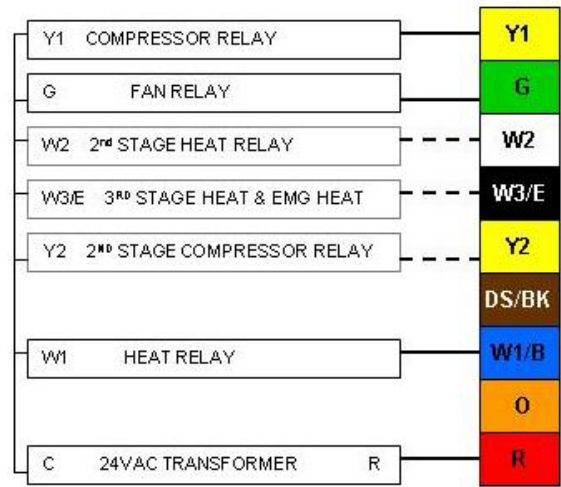 Y1 COMPRESSOR RELAY Y1
G FAN RELAY G
W2 2nd STAGE HEAT RELAY W2
W3/E 3RD STAGE HEAT & EMG HEAT W3/E
Y2 2ND STAGE COMPRESSOR RELAY Y2
DS/BK
W1 HEAT RELAY W1/B
O
C 24VAC TRANSFORMER R R